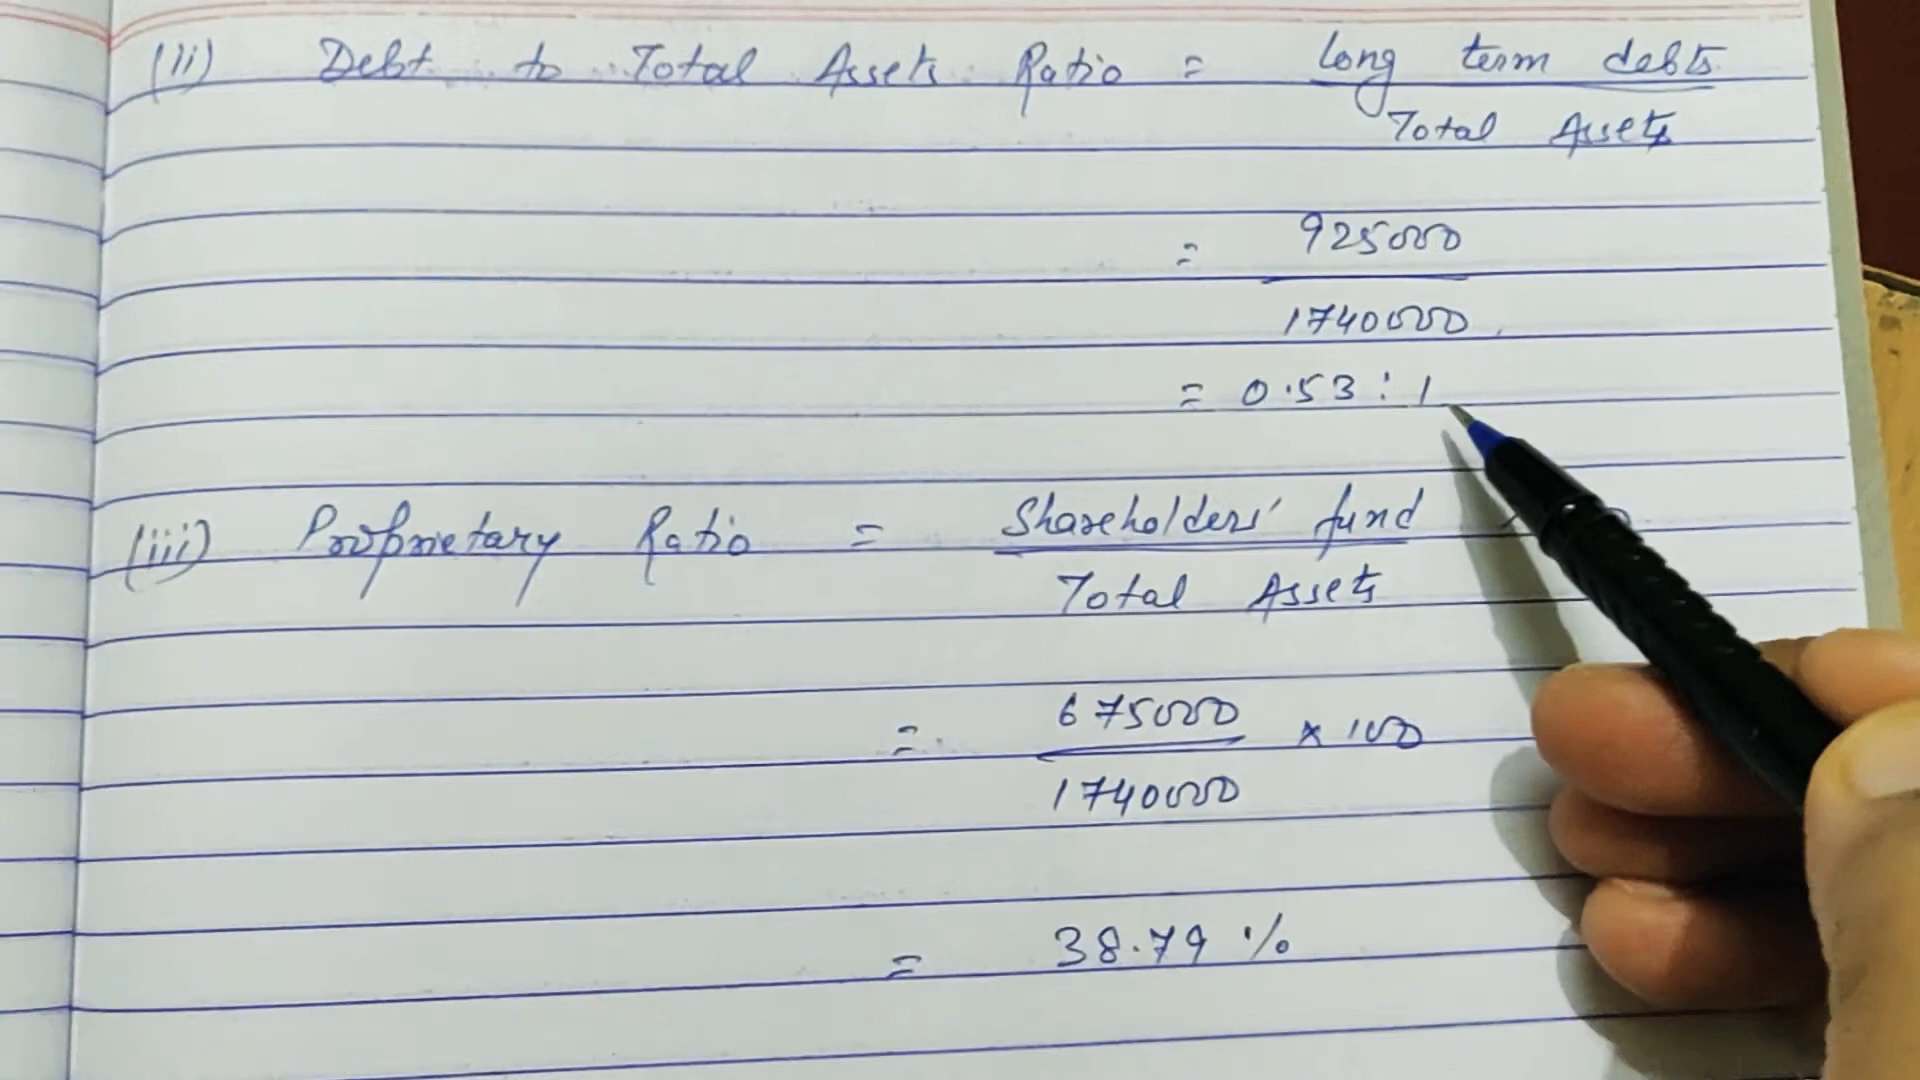 (ii) Debt to Total Assets Ratio = Long term debts
Total Assets
= 925000
1740000
= 0.53 : 1
(iii) Proprietary Ratio = Shareholders' fund
Total Assets
= 675000 × 100
1740000
= 38.79 %